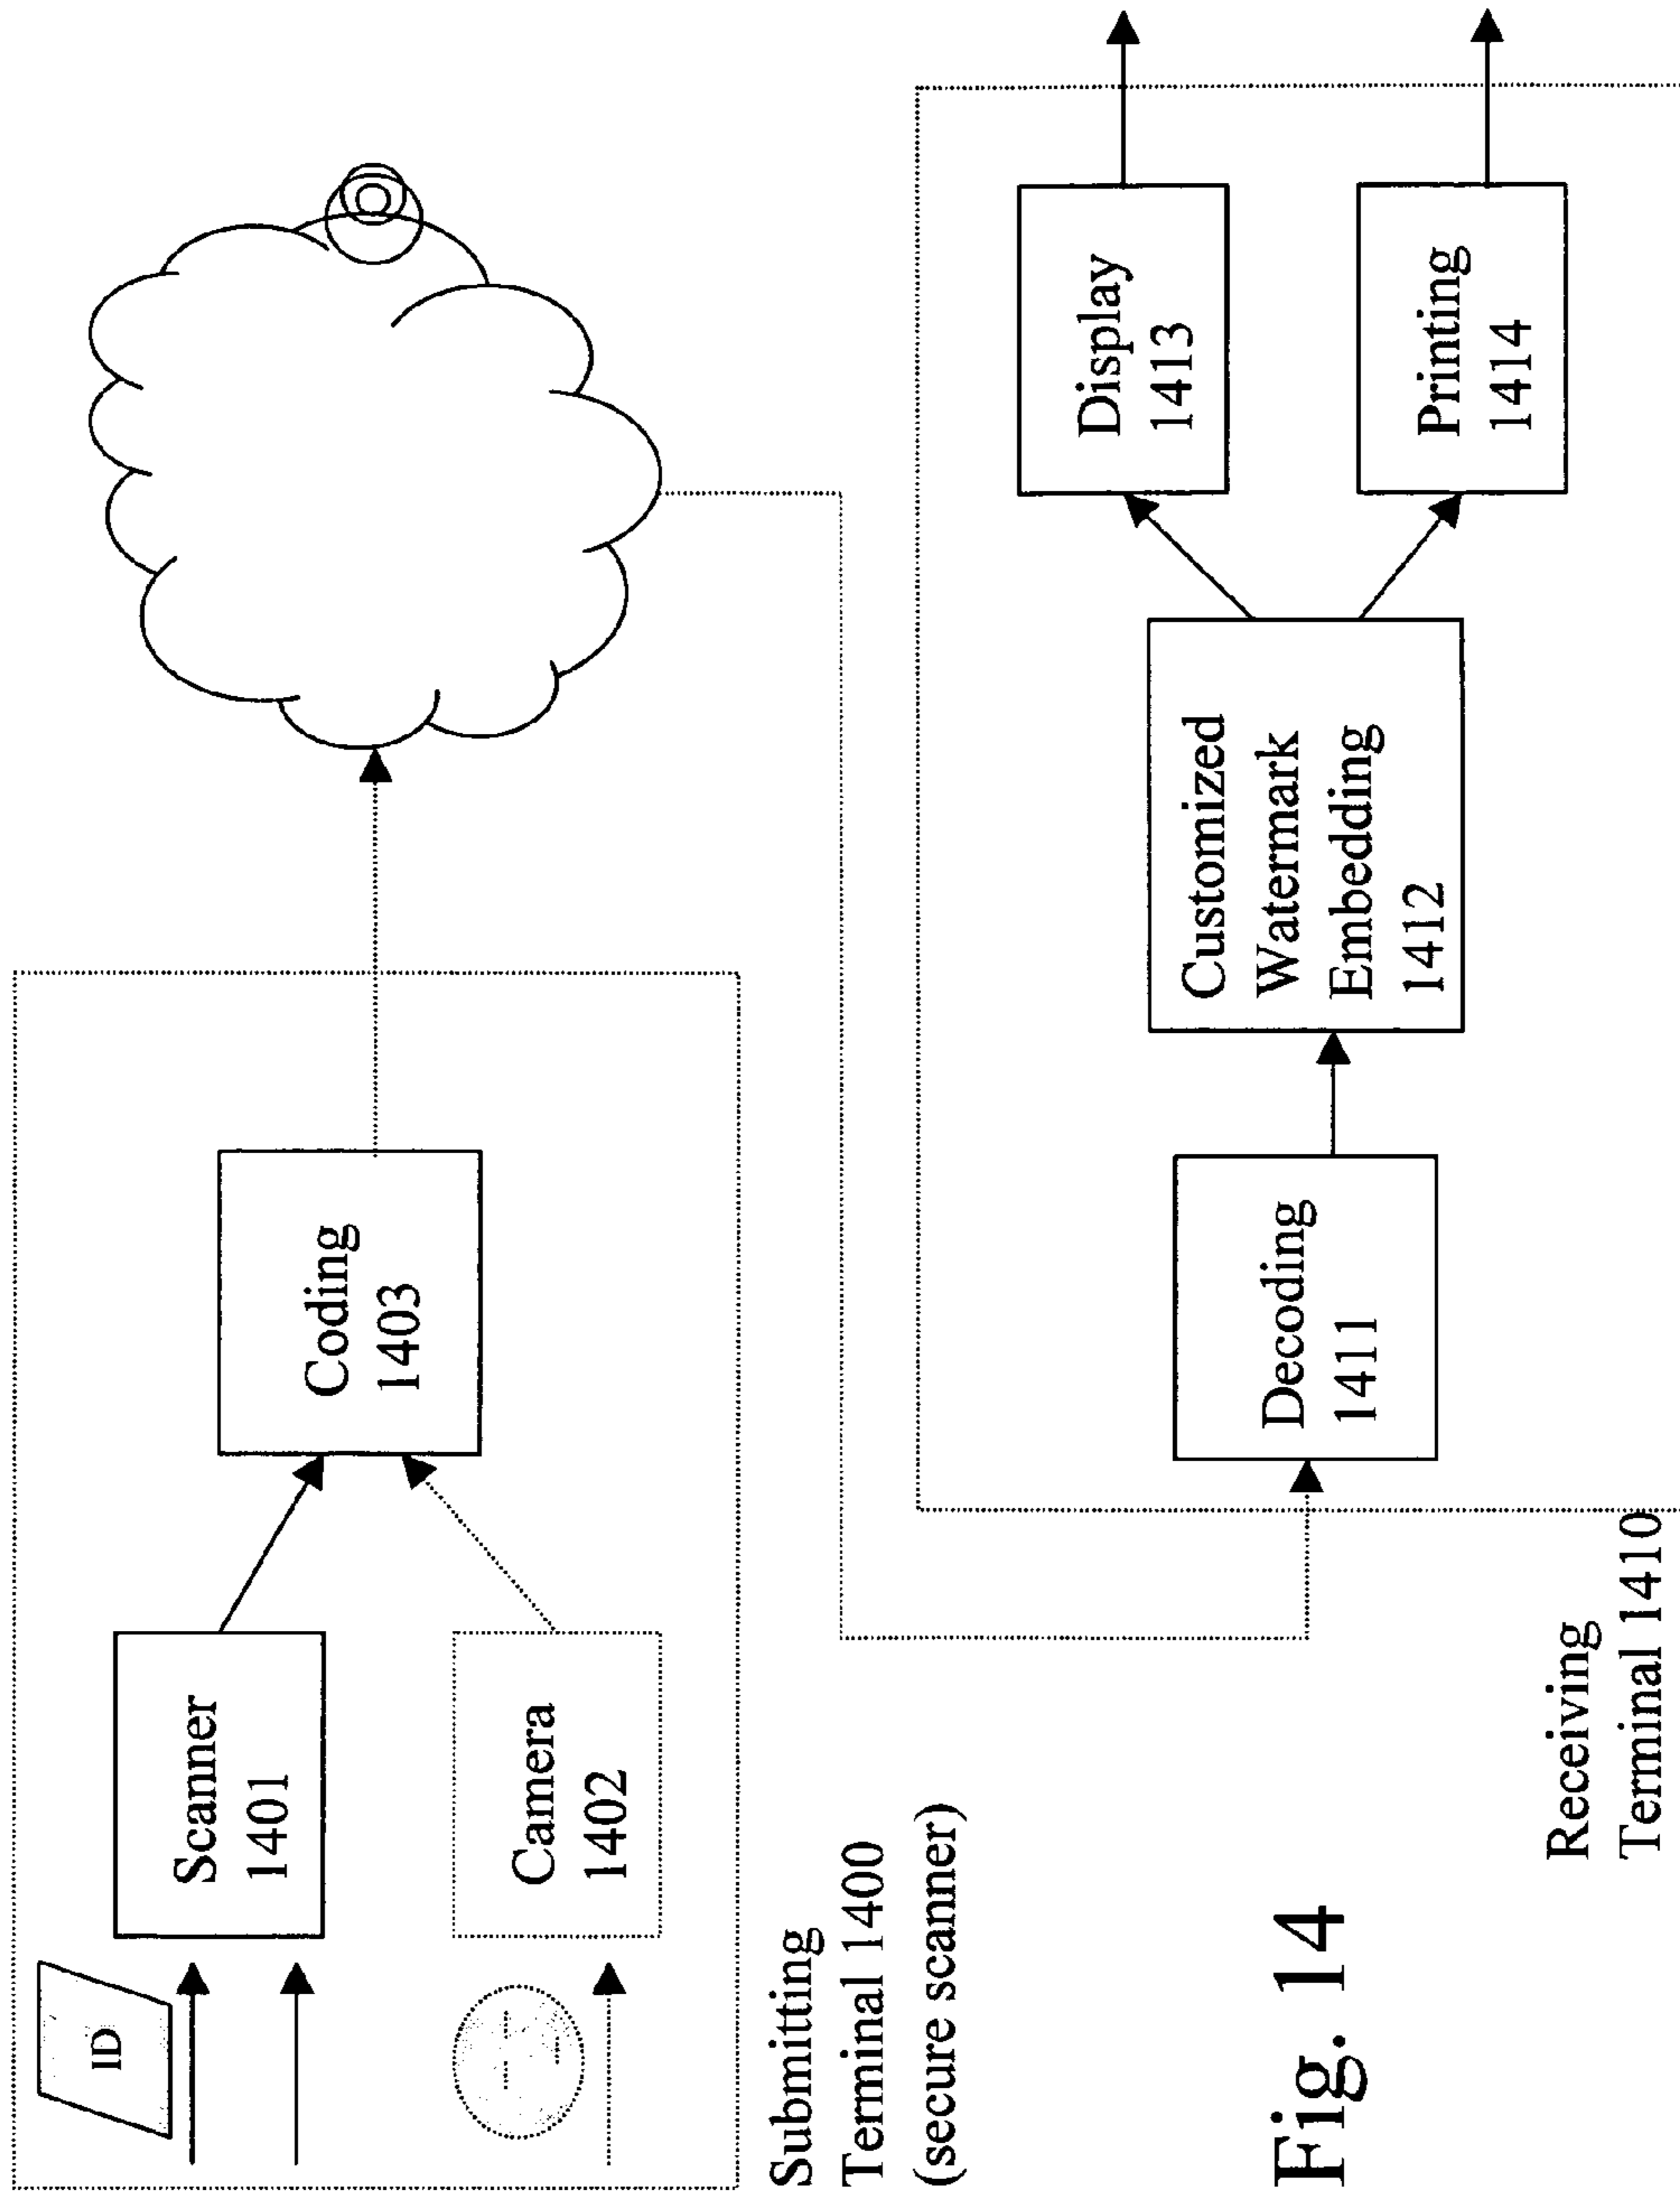 ID
Scanner
1401
Camera
1402
Coding
1403
Submitting
Terminal 1400
(secure scanner)
Decoding
1411
Customized
Watermark
Embedding
1412
Display
1413
Printing
1414
Receiving
Terminal 1410
Fig. 14